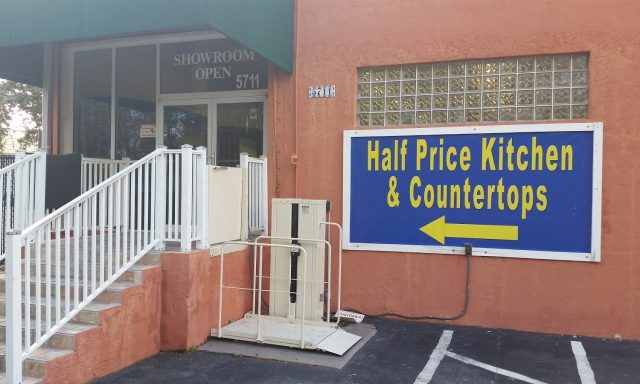 SHOWROOM
OPEN
5711
5711
Half Price Kitchen
& Countertops